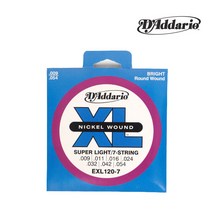 D'Addario
.009
.054
D'Addario
BRIGHT
Round Wound
XL
NICKEL WOUND
SUPER LIGHT/7-STRING
.009 .011 .016 .024
.032 .042 .054
EXL120-7